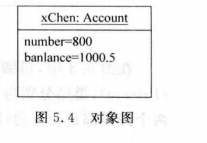 xChen: Account
number=800
banlance=1000.5
图 5.4 对象图